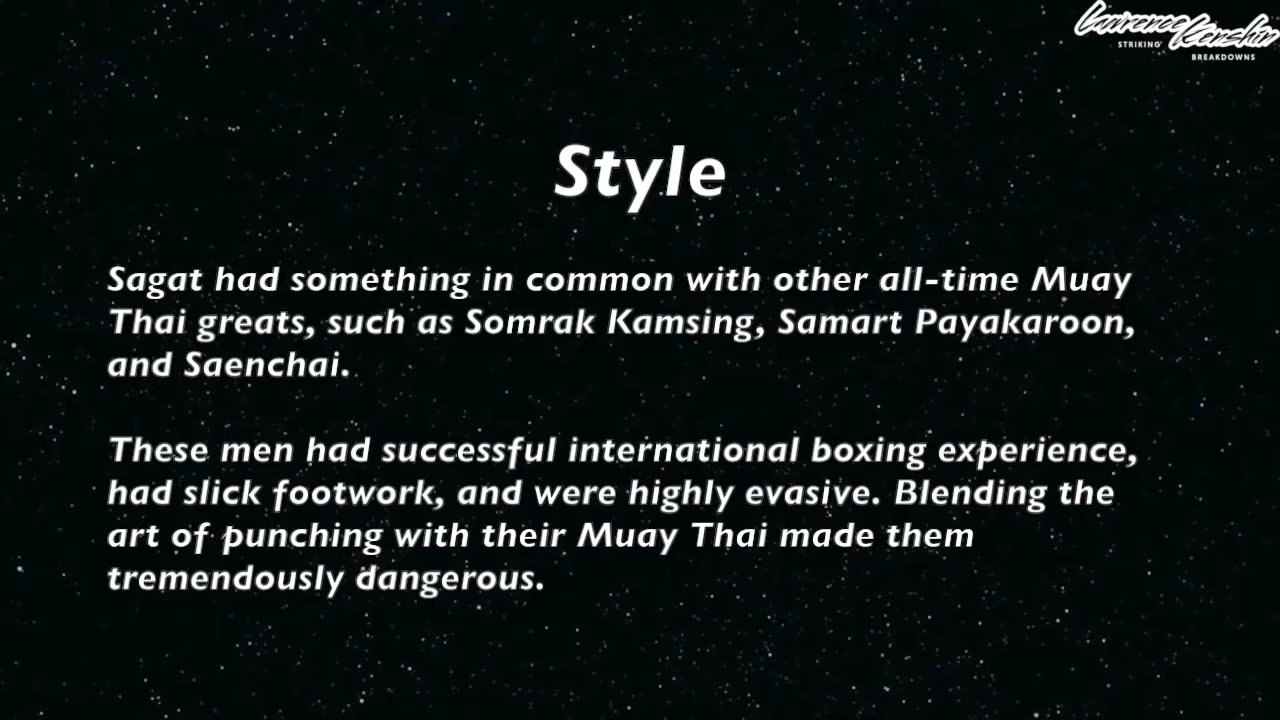 Lawrence Kenshin
STRIKING
BREAKDOWNS
Style
Sagat had something in common with other all-time Muay
Thai greats, such as Somrak Kamsing, Samart Payakaroon,
and Saenchai.
These men had successful international boxing experience,
had slick footwork, and were highly evasive. Blending the
art of punching with their Muay Thai made them
tremendously dangerous.